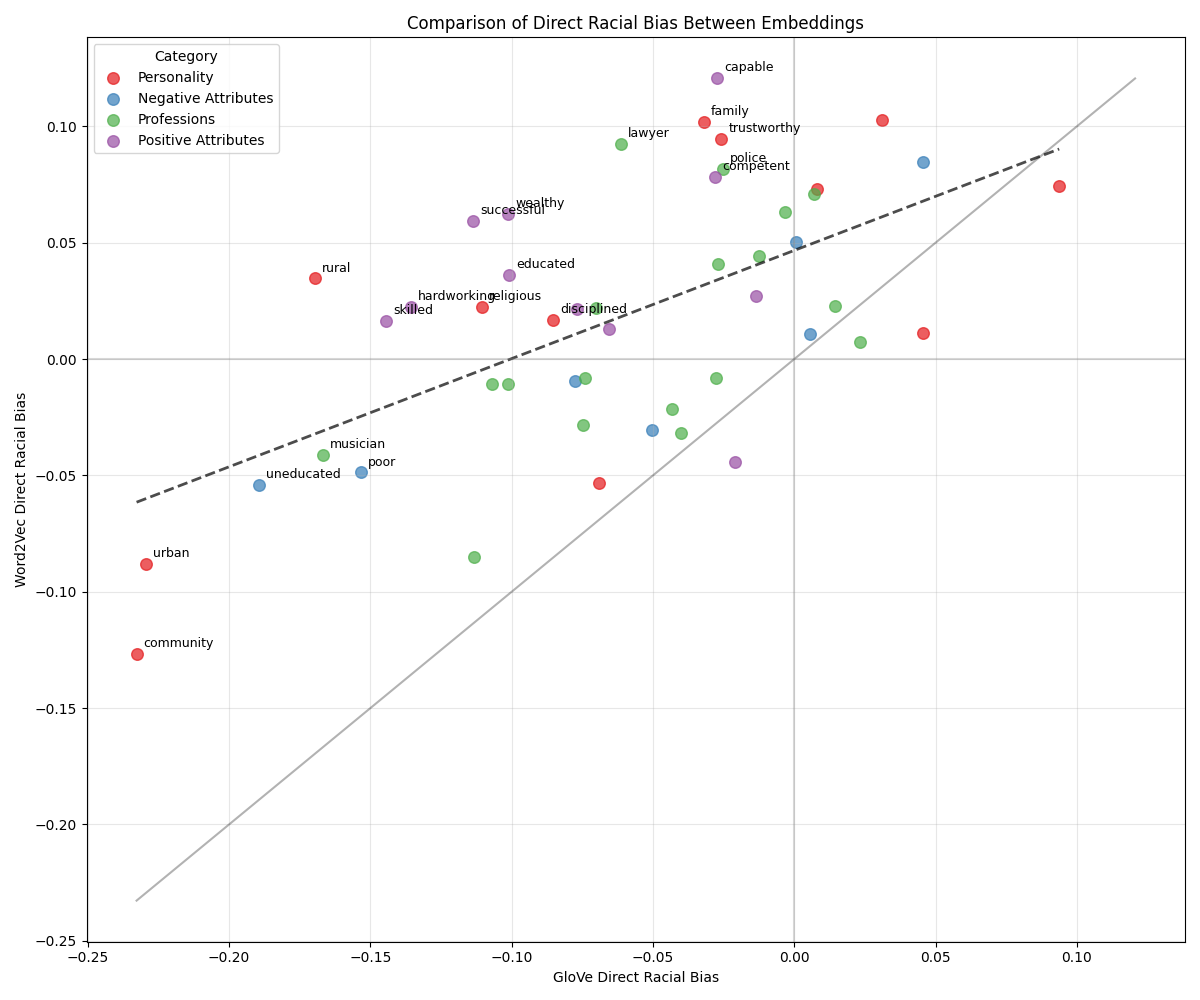 Comparison of Direct Racial Bias Between Embeddings
Category
Personality
Negative Attributes
Professions
Positive Attributes
capable
family
trustworthy
lawyer
police
competent
wealthy
successful
educated
rural
hardworking
religious
skilled
disciplined
musician
poor
uneducated
urban
community
0.10
0.05
0.00
−0.05
−0.10
−0.15
−0.20
−0.25
Word2Vec Direct Racial Bias
−0.25
−0.20
−0.15
−0.10
−0.05
0.00
0.05
0.10
GloVe Direct Racial Bias